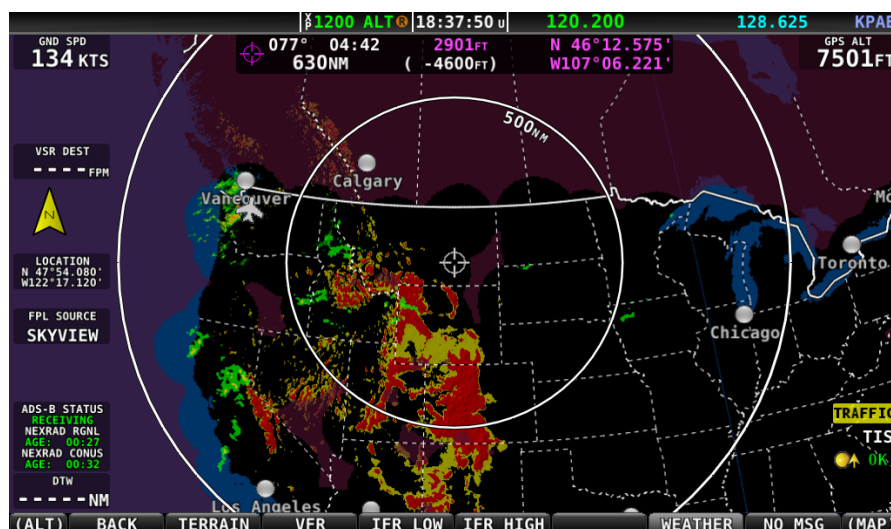 XP 1200 ALT R 18:37:50 U 120.200 128.625 KPAE
GND SPD
134 KTS
077° 04:42 2901FT N 46°12.575'
630NM ( -4600FT) W107°06.221'
GPS ALT
7501FT
500NM
VSR DEST
----FPM
Calgary
Vancouver
N
LOCATION
N 47°54.080'
W122°17.120'
Toronto
FPL SOURCE
SKYVIEW
Chicago
ADS-B STATUS
RECEIVING
NEXRAD RGNL
AGE: 00:27
NEXRAD CONUS
AGE: 00:32
TRAFFIC
TIS
OK
DTW
-----NM
Los Angeles
(ALT) BACK TERRAIN VFR IFR LOW IFR HIGH WEATHER NO MSG (MAP